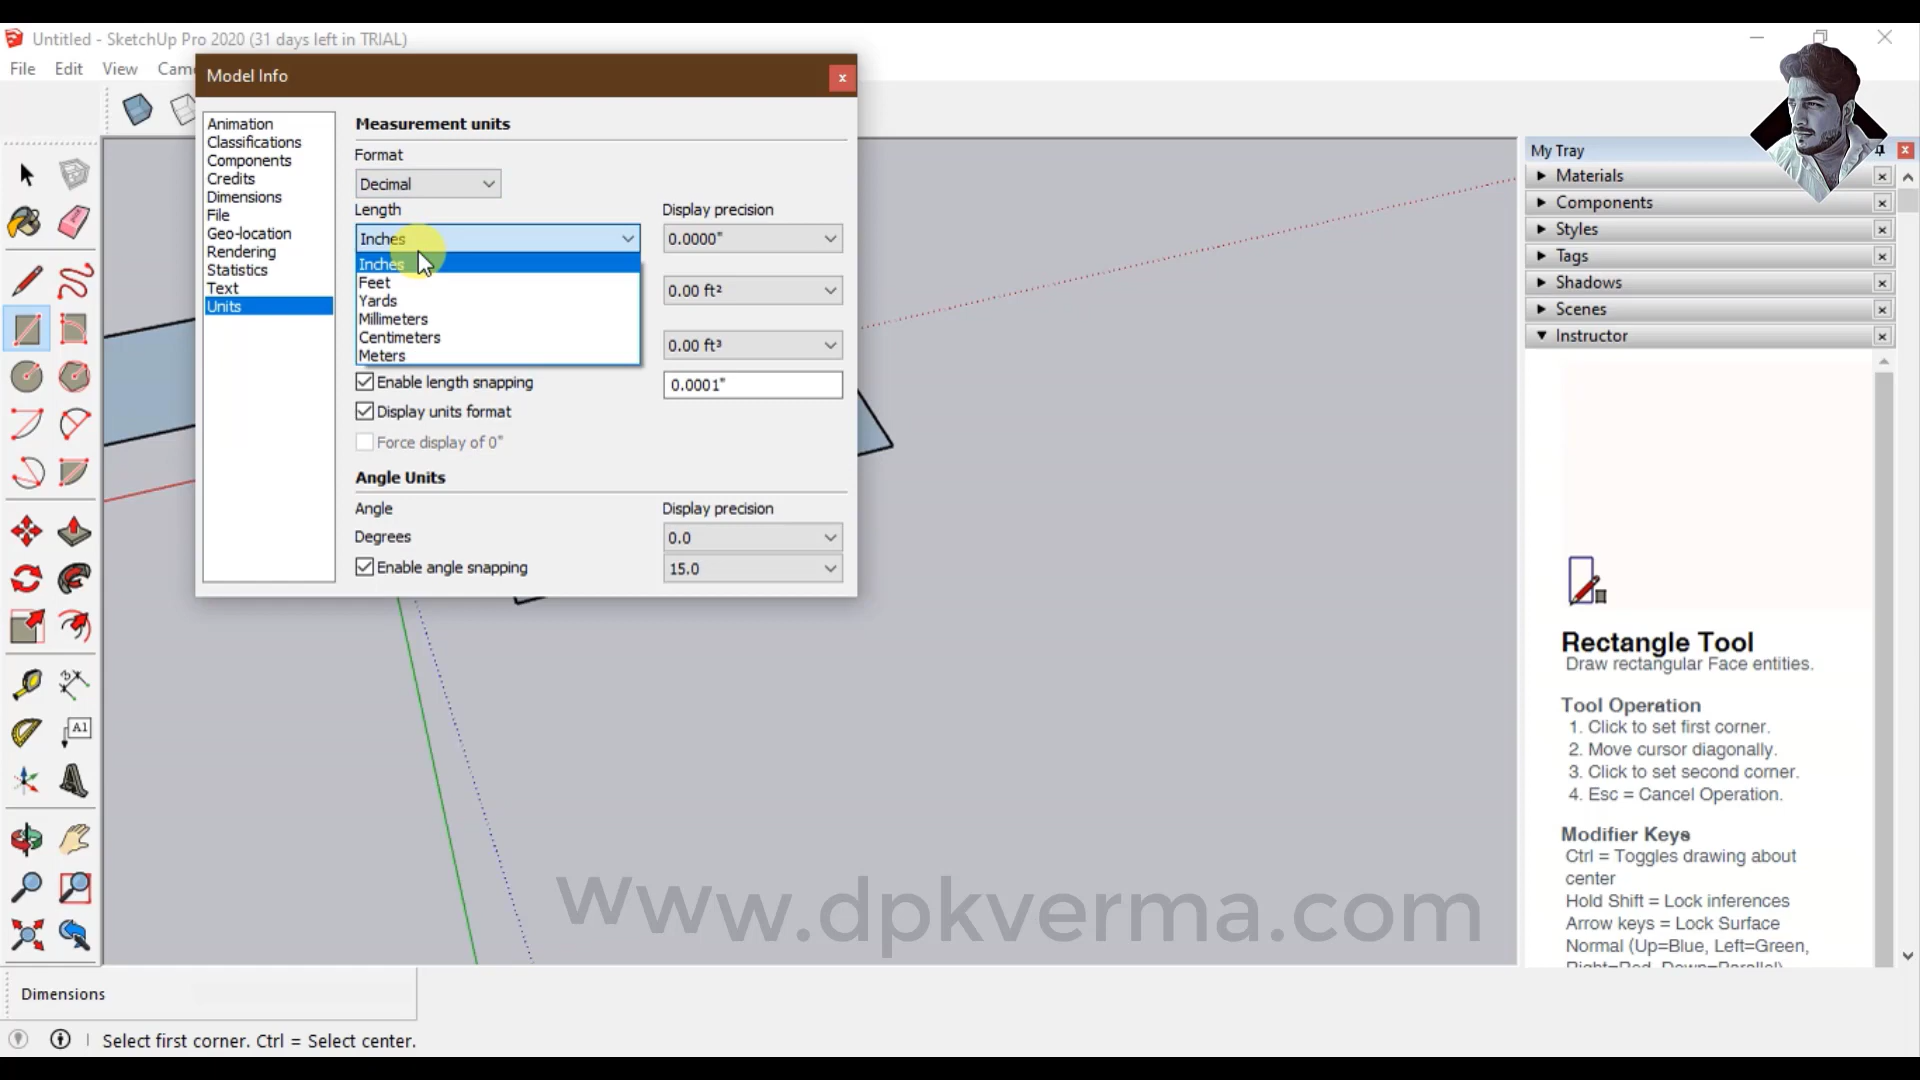 Untitled - SketchUp Pro 2020 (31 days left in TRIAL)
File Edit View Cam
Model Info
x
Animation
Classifications
Components
Credits
Dimensions
File
Geo-location
Rendering
Statistics
Text
Units
Measurement units
Format
Decimal
Length
Display precision
Inches
0.0000"
Inches
Feet
Yards
Millimeters
Centimeters
Meters
0.00 ft²
0.00 ft³
Enable length snapping
0.0001"
Display units format
Force display of 0"
Angle Units
Angle
Display precision
Degrees
0.0
Enable angle snapping
15.0
My Tray
Materials
Components
Styles
Tags
Shadows
Scenes
Instructor
Rectangle Tool
Draw rectangular Face entities.
Tool Operation
1. Click to set first corner.
2. Move cursor diagonally.
3. Click to set second corner.
4. Esc = Cancel Operation.
Modifier Keys
Ctrl = Toggles drawing about
center
Hold Shift = Lock inferences
Arrow keys = Lock Surface
Normal (Up=Blue, Left=Green,
Right=Red, Down=Parallel)
A1
www.dpkverma.com
Dimensions
Select first corner. Ctrl = Select center.